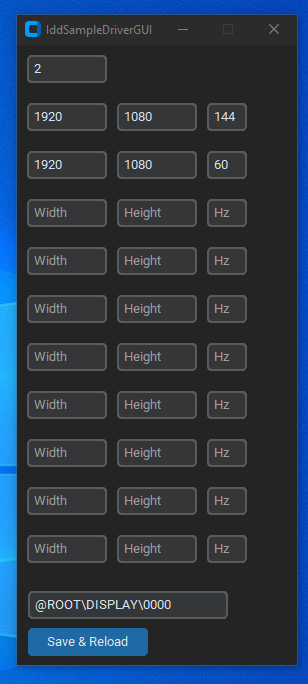 IddSampleDriverGUI
2
1920 1080 144
1920 1080 60
Width Height Hz
Width Height Hz
Width Height Hz
Width Height Hz
Width Height Hz
Width Height Hz
Width Height Hz
Width Height Hz
@ROOT\DISPLAY\0000
Save & Reload